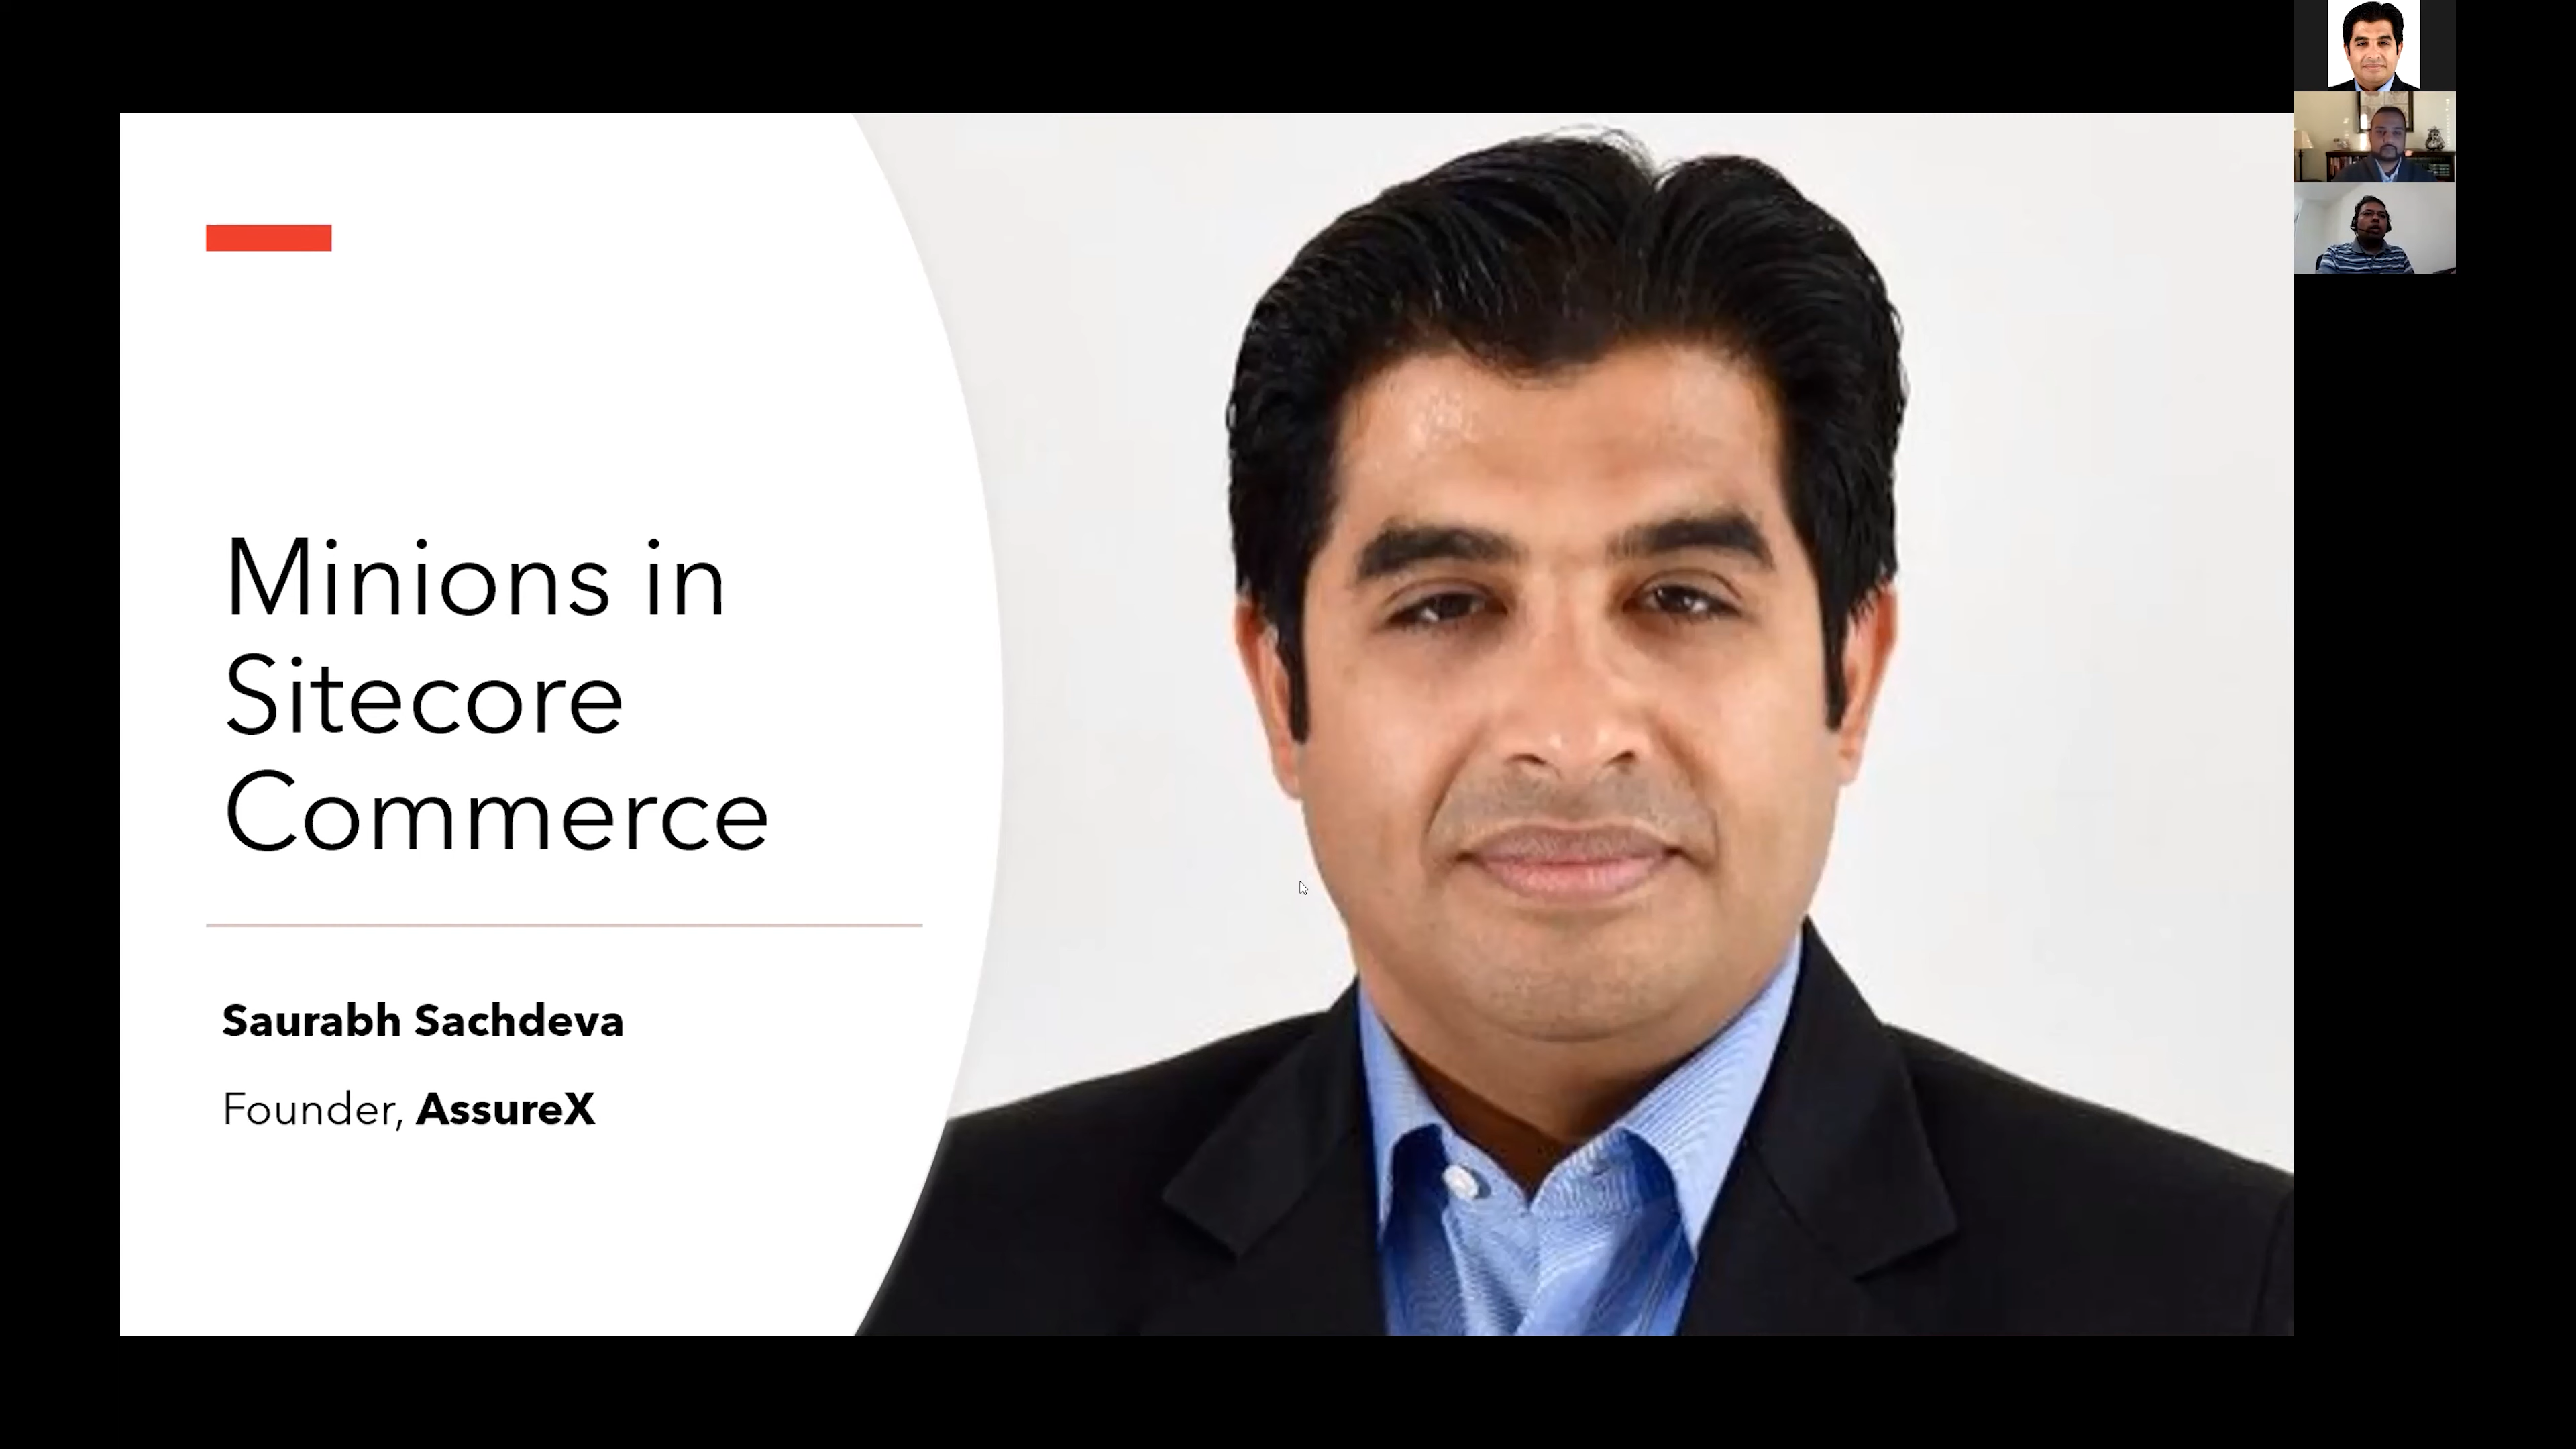 Minions in
Sitecore
Commerce
Saurabh Sachdeva
Founder, AssureX